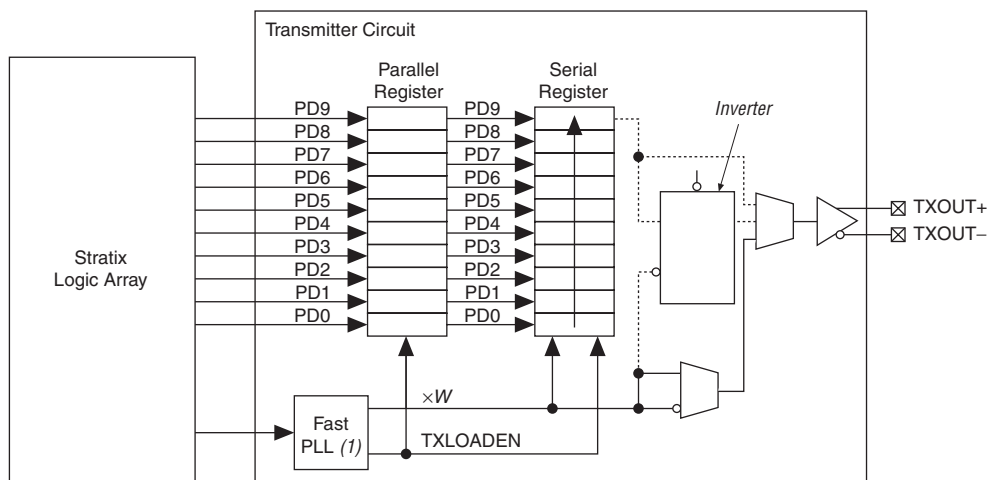 Transmitter Circuit
Parallel
Register
Serial
Register
Inverter
PD9 PD9
PD8 PD8
PD7 PD7
PD6 PD6
PD5 PD5
PD4 PD4
PD3 PD3
PD2 PD2
PD1 PD1
PD0 PD0
Stratix
Logic Array
TXOUT+
TXOUT−
×W
Fast
PLL (1)
TXLOADEN